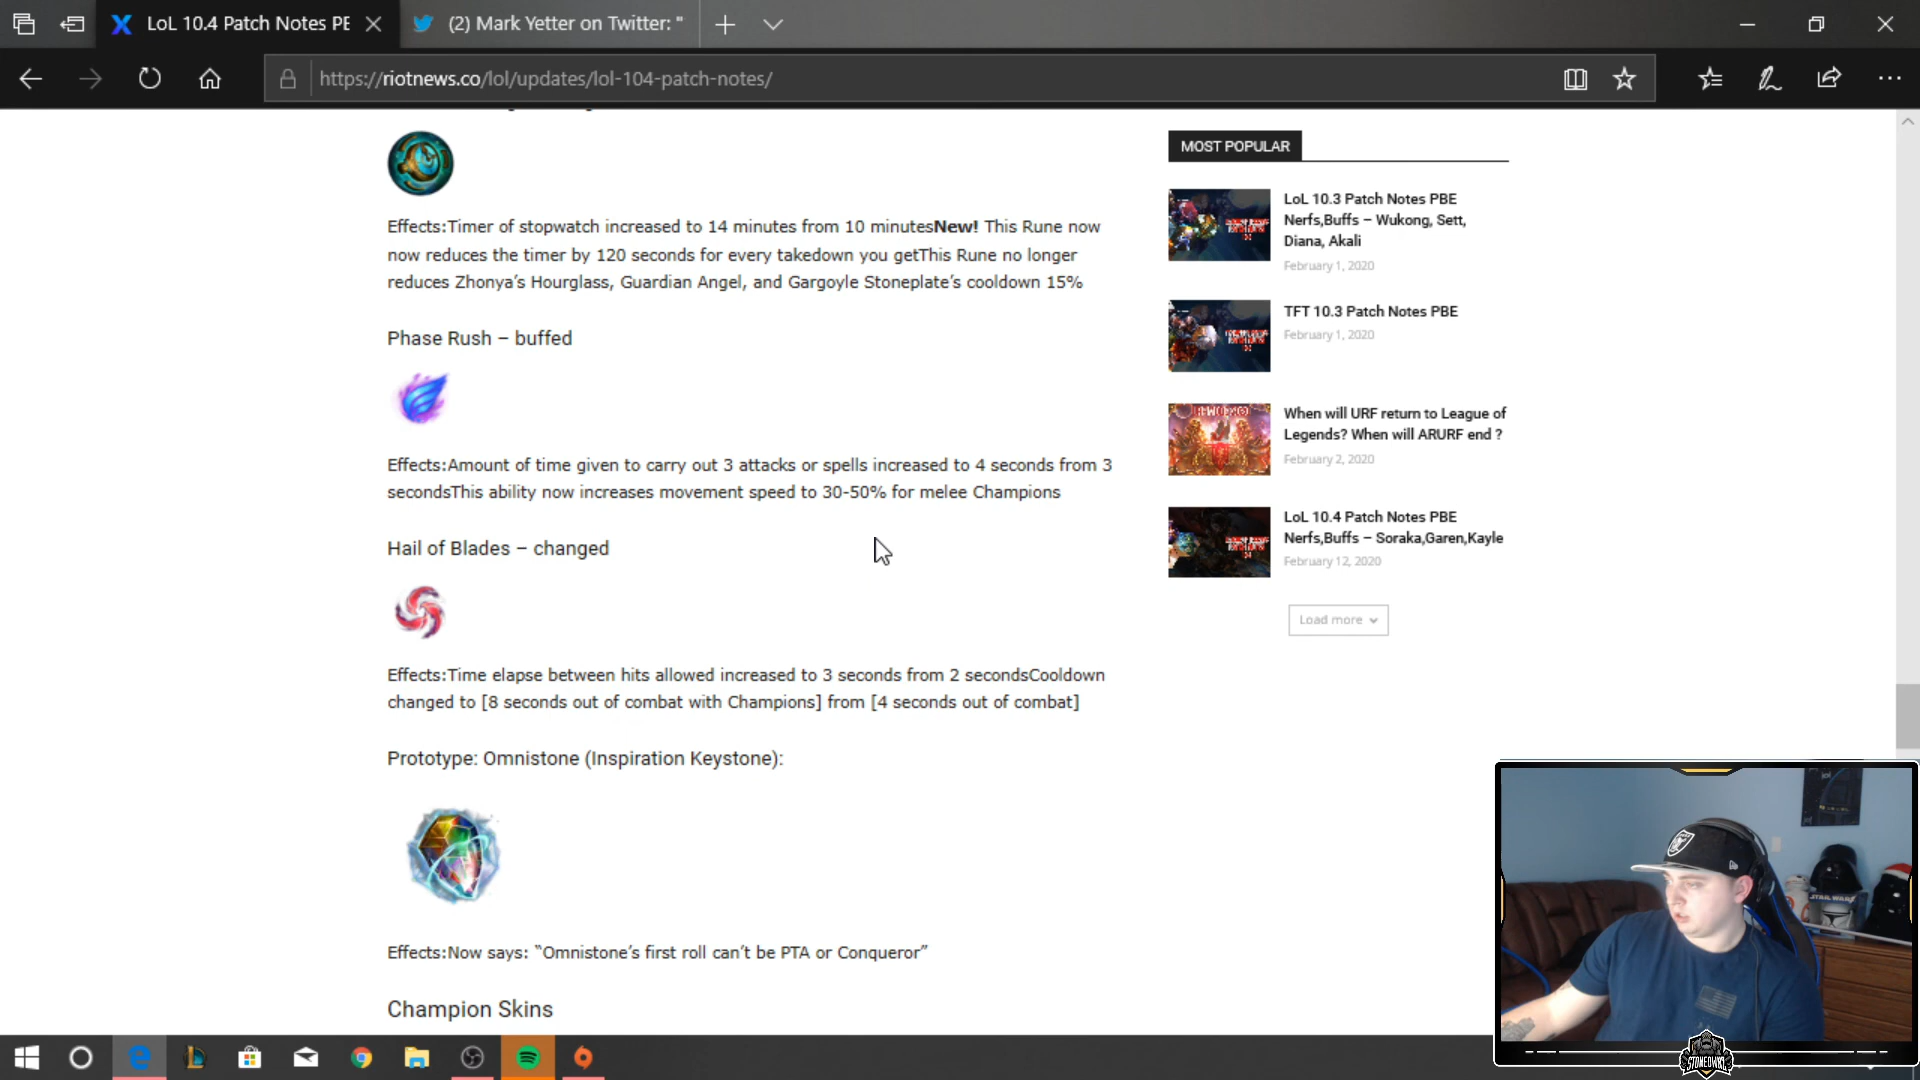 LoL 10.4 Patch Notes PE
(2) Mark Yetter on Twitter: "
https://riotnews.co/lol/updates/lol-104-patch-notes/
Effects:Timer of stopwatch increased to 14 minutes from 10 minutesNew! This Rune now
now reduces the timer by 120 seconds for every takedown you getThis Rune no longer
reduces Zhonya's Hourglass, Guardian Angel, and Gargoyle Stoneplate's cooldown 15%
Phase Rush – buffed
Effects:Amount of time given to carry out 3 attacks or spells increased to 4 seconds from 3
secondsThis ability now increases movement speed to 30-50% for melee Champions
Hail of Blades – changed
Effects:Time elapse between hits allowed increased to 3 seconds from 2 secondsCooldown
changed to [8 seconds out of combat with Champions] from [4 seconds out of combat]
Prototype: Omnistone (Inspiration Keystone):
Effects:Now says: “Omnistone's first roll can't be PTA or Conqueror”
Champion Skins
MOST POPULAR
LoL 10.3 Patch Notes PBE
Nerfs,Buffs – Wukong, Sett,
Diana, Akali
February 1, 2020
TFT 10.3 Patch Notes PBE
February 1, 2020
When will URF return to League of
Legends? When will ARURF end ?
February 2, 2020
LoL 10.4 Patch Notes PBE
Nerfs,Buffs – Soraka,Garen,Kayle
February 12, 2020
Load more
STAR WARS